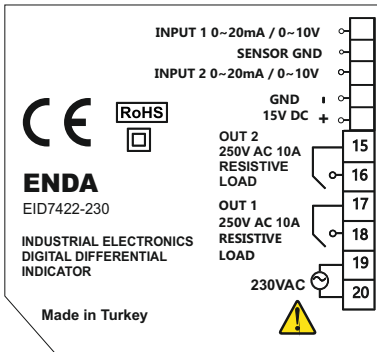 INPUT 1 0~20mA / 0~10V
SENSOR GND
INPUT 2 0~20mA / 0~10V
GND -
15V DC +
CE
RoHS
OUT 2
250V AC 10A
RESISTIVE
LOAD
15
16
ENDA
EID7422-230
OUT 1
250V AC 10A
RESISTIVE
LOAD
17
18
INDUSTRIAL ELECTRONICS
DIGITAL DIFFERENTIAL
INDICATOR
230VAC
19
20
Made in Turkey